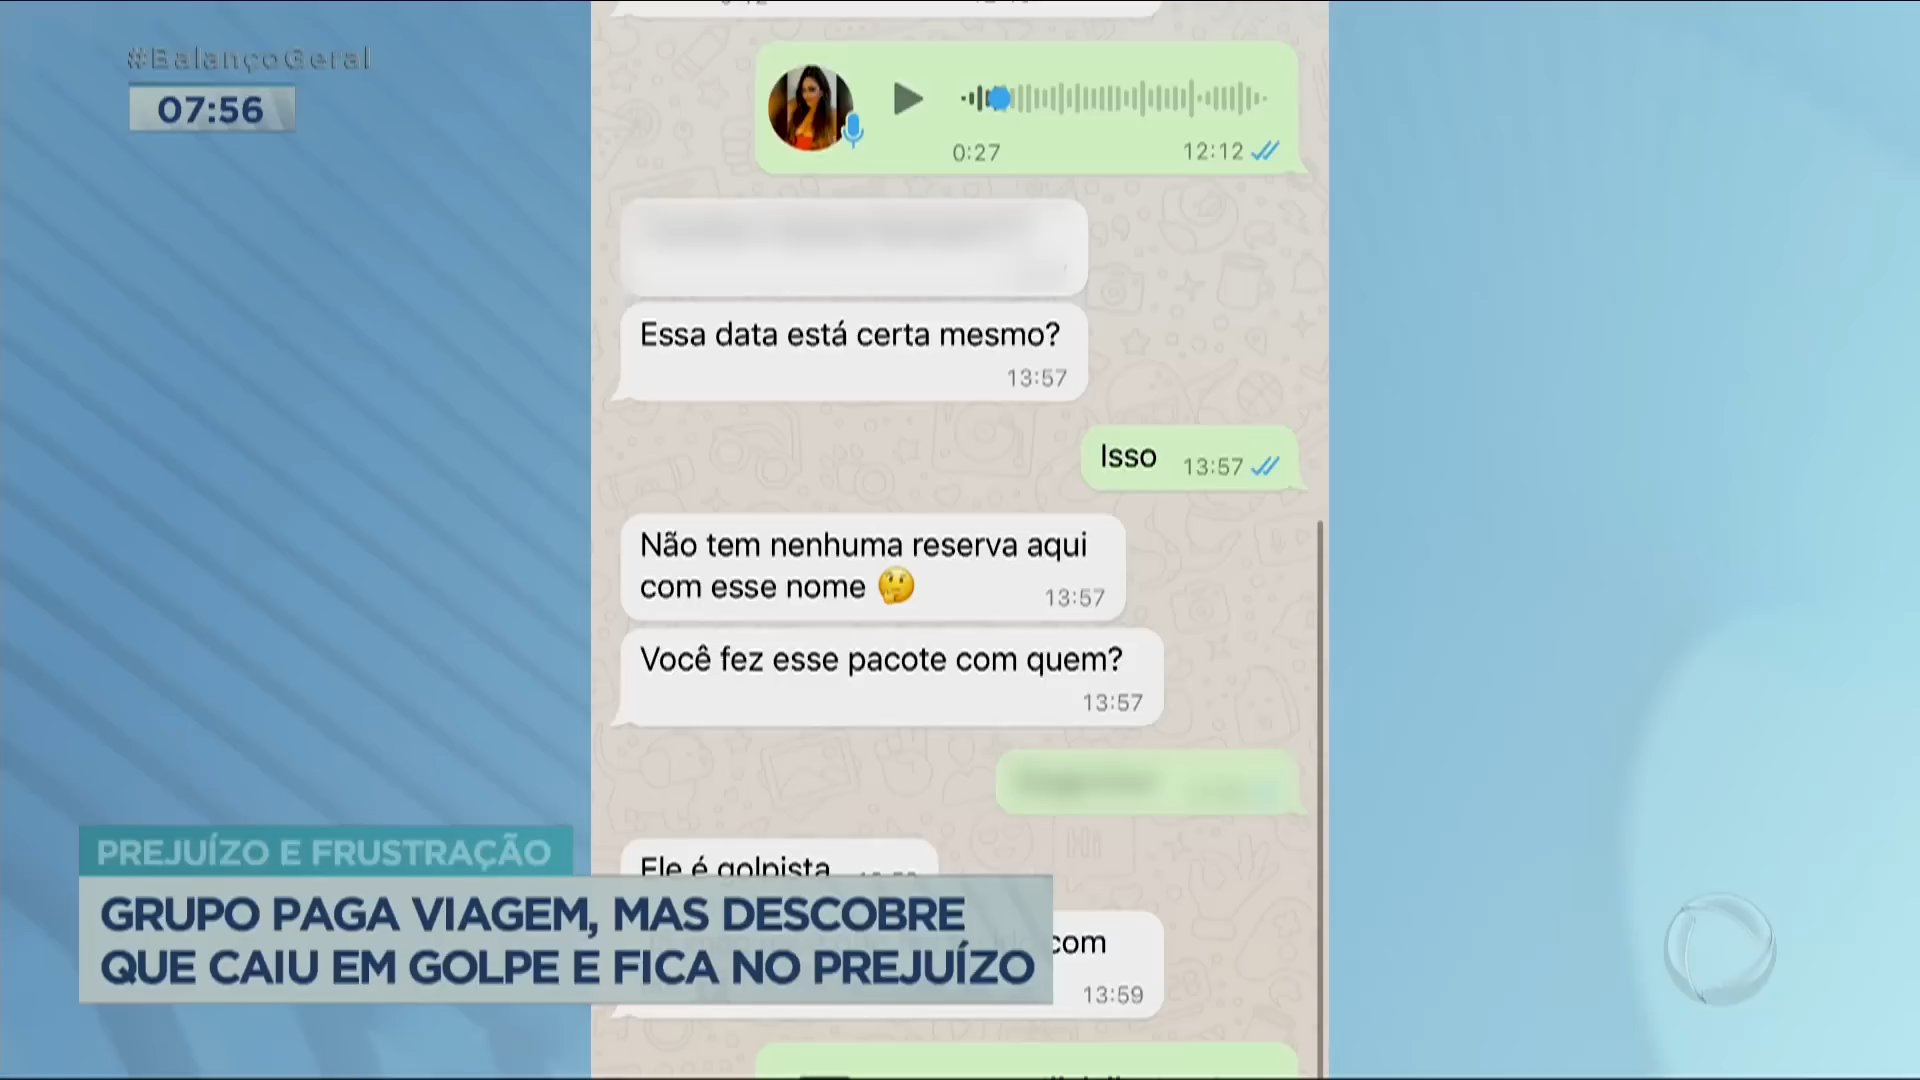 #BalançoGeral
07:56
0:27
12:12
Essa data está certa mesmo?
13:57
Isso
13:57
Não tem nenhuma reserva aqui
com esse nome 🤔
13:57
Você fez esse pacote com quem?
13:57
Ele é golpista
com
13:59
PREJUÍZO E FRUSTRAÇÃO
GRUPO PAGA VIAGEM, MAS DESCOBRE
QUE CAIU EM GOLPE E FICA NO PREJUÍZO